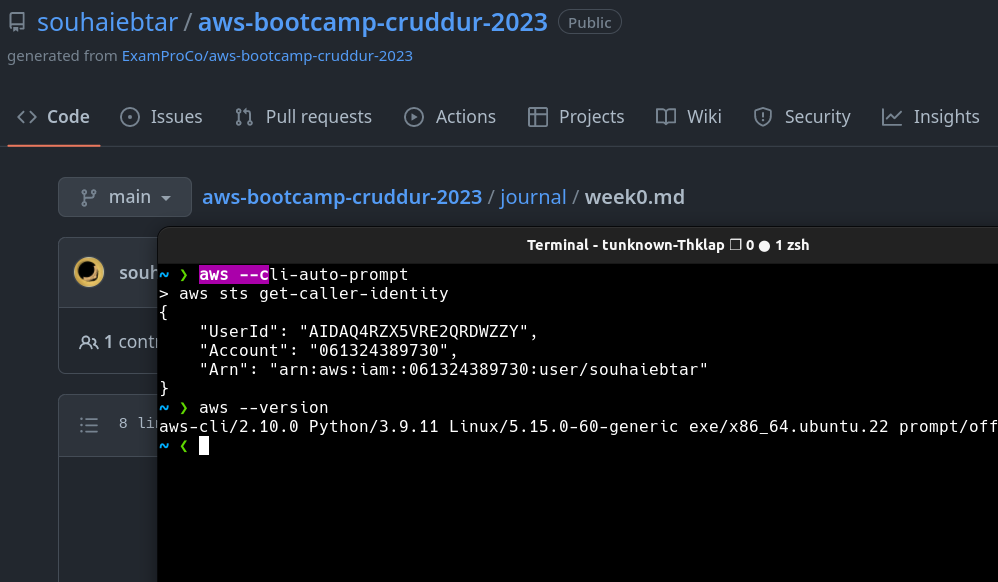 souhaiebtar / aws-bootcamp-cruddur-2023 Public
generated from ExamProCo/aws-bootcamp-cruddur-2023
<> Code Issues Pull requests Actions Projects Wiki Security Insights
main aws-bootcamp-cruddur-2023 / journal / week0.md
Terminal - tunknown-Thklap ❐ 0 ● 1 zsh
souh
~ ❯ aws --cli-auto-prompt
> aws sts get-caller-identity
{
"UserId": "AIDAQ4RZX5VRE2QRDWZZY",
"Account": "061324389730",
"Arn": "arn:aws:iam::061324389730:user/souhaiebtar"
}
1 contr
~ ❯ aws --version
8 li
aws-cli/2.10.0 Python/3.9.11 Linux/5.15.0-60-generic exe/x86_64.ubuntu.22 prompt/off
~ ❮